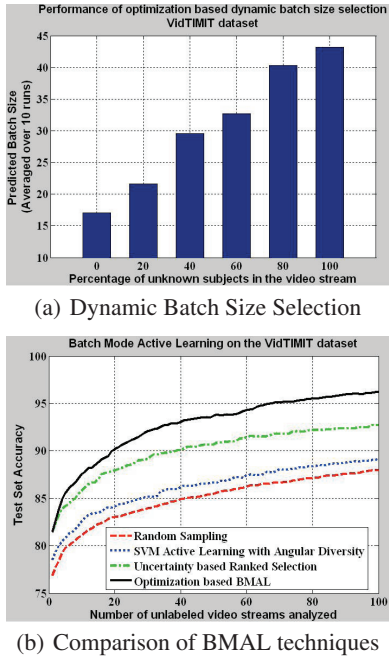 Performance of optimization based dynamic batch size selection
VidTIMIT dataset
Predicted Batch Size
(Averaged over 10 runs)
45
40
35
30
25
20
15
10
0 20 40 60 80 100
Percentage of unknown subjects in the video stream
(a) Dynamic Batch Size Selection
Batch Mode Active Learning on the VidTIMIT dataset
Test Set Accuracy
100
95
90
85
80
75
Random Sampling
SVM Active Learning with Angular Diversity
Uncertainty based Ranked Selection
Optimization based BMAL
0 20 40 60 80 100
Number of unlabeled video streams analyzed
(b) Comparison of BMAL techniques